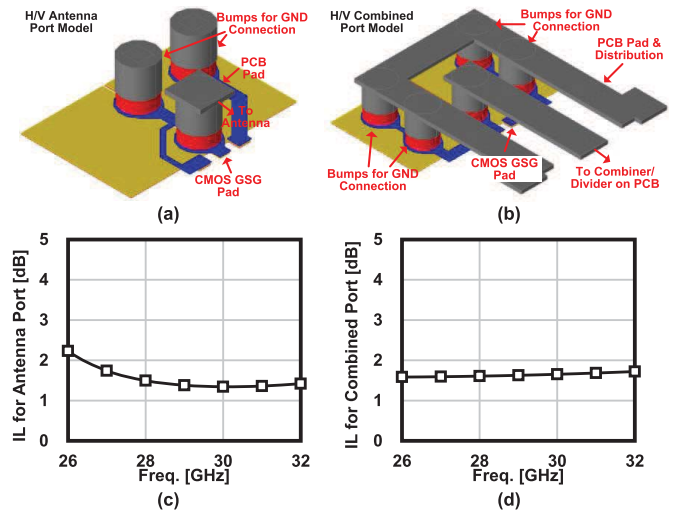 (a)
H/V Antenna
Port Model
Bumps for GND
Connection
PCB
Pad
To
Antenna
CMOS GSG
Pad
(a)
(b)
H/V Combined
Port Model
Bumps for GND
Connection
PCB Pad &
Distribution
Bumps for GND
Connection
CMOS GSG
Pad
To Combiner/
Divider on PCB
(b)
IL for Antenna Port [dB]
5
4
3
2
1
0
26
28
30
32
Freq. [GHz]
(c)
IL for Combined Port [dB]
5
4
3
2
1
0
26
28
30
32
Freq. [GHz]
(d)